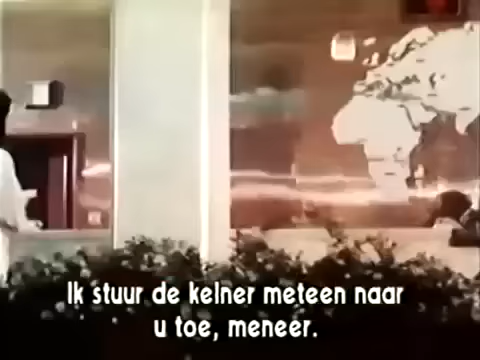 Ik stuur de kelner meteen naar
u toe, meneer.